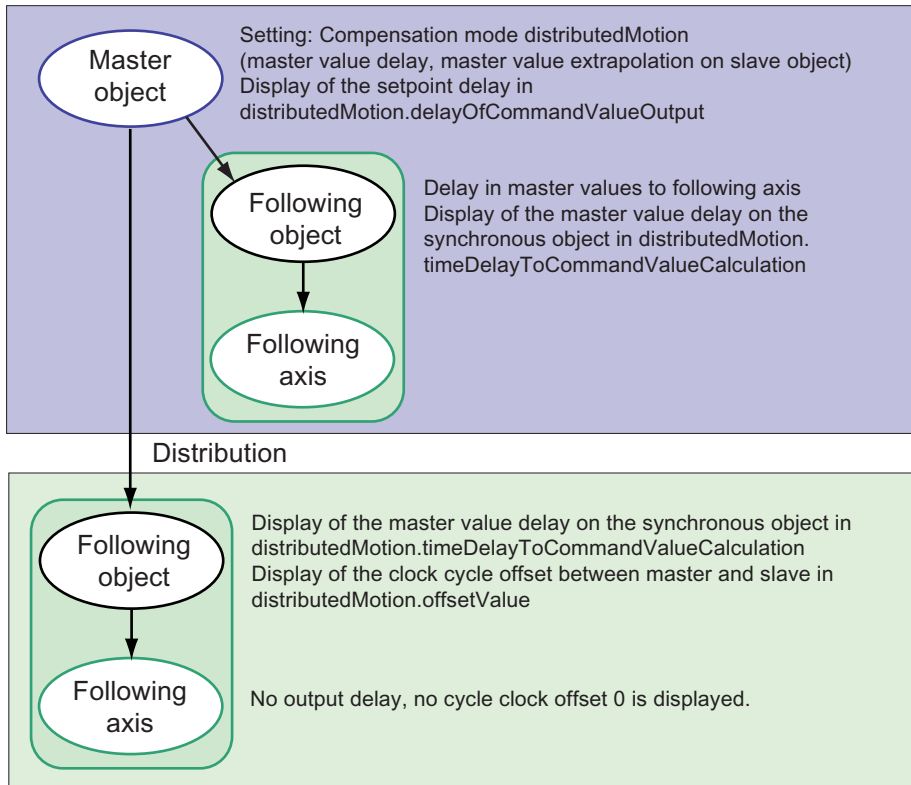 Master
object
Setting: Compensation mode distributedMotion
(master value delay, master value extrapolation on slave object)
Display of the setpoint delay in
distributedMotion.delayOfCommandValueOutput
Following
object
Delay in master values to following axis
Display of the master value delay on the
synchronous object in distributedMotion.
timeDelayToCommandValueCalculation
Following
axis
Distribution
Following
object
Display of the master value delay on the synchronous object in
distributedMotion.timeDelayToCommandValueCalculation
Display of the clock cycle offset between master and slave in
distributedMotion.offsetValue
Following
axis
No output delay, no cycle clock offset 0 is displayed.